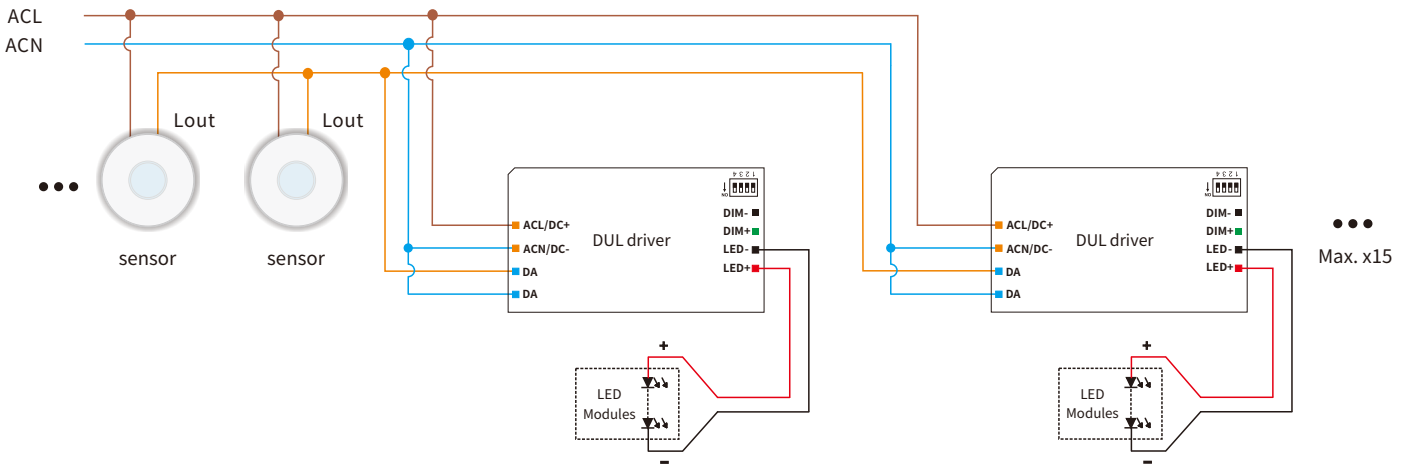 ACL
ACN
Lout
Lout
sensor
sensor
1 2 3 4
ON
DIM-
DIM+
LED-
LED+
ACL/DC+
ACN/DC-
DA
DA
DUL driver
+
LED
Modules
-
1 2 3 4
ON
DIM-
DIM+
LED-
LED+
ACL/DC+
ACN/DC-
DA
DA
DUL driver
+
LED
Modules
-
Max. x15